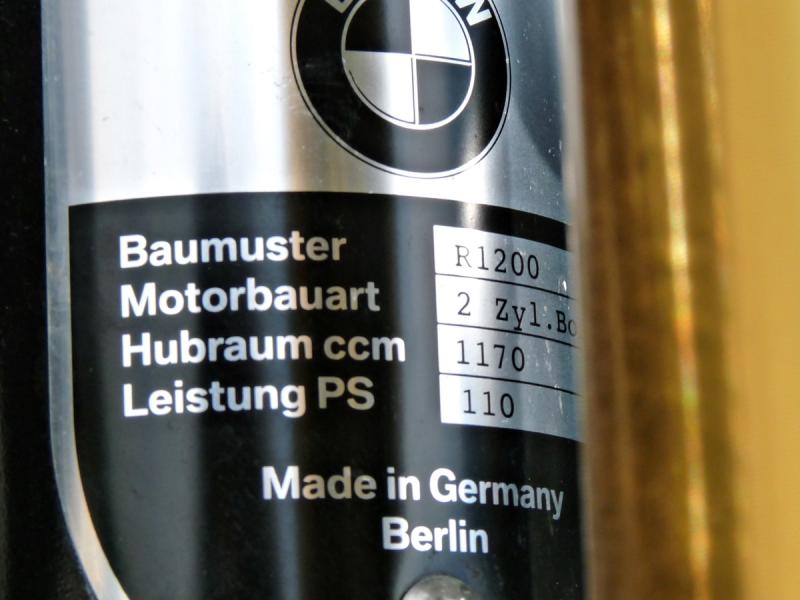 Baumuster R1200
Motorbauart 2 Zyl.Bo
Hubraum ccm 1170
Leistung PS 110
Made in Germany
Berlin